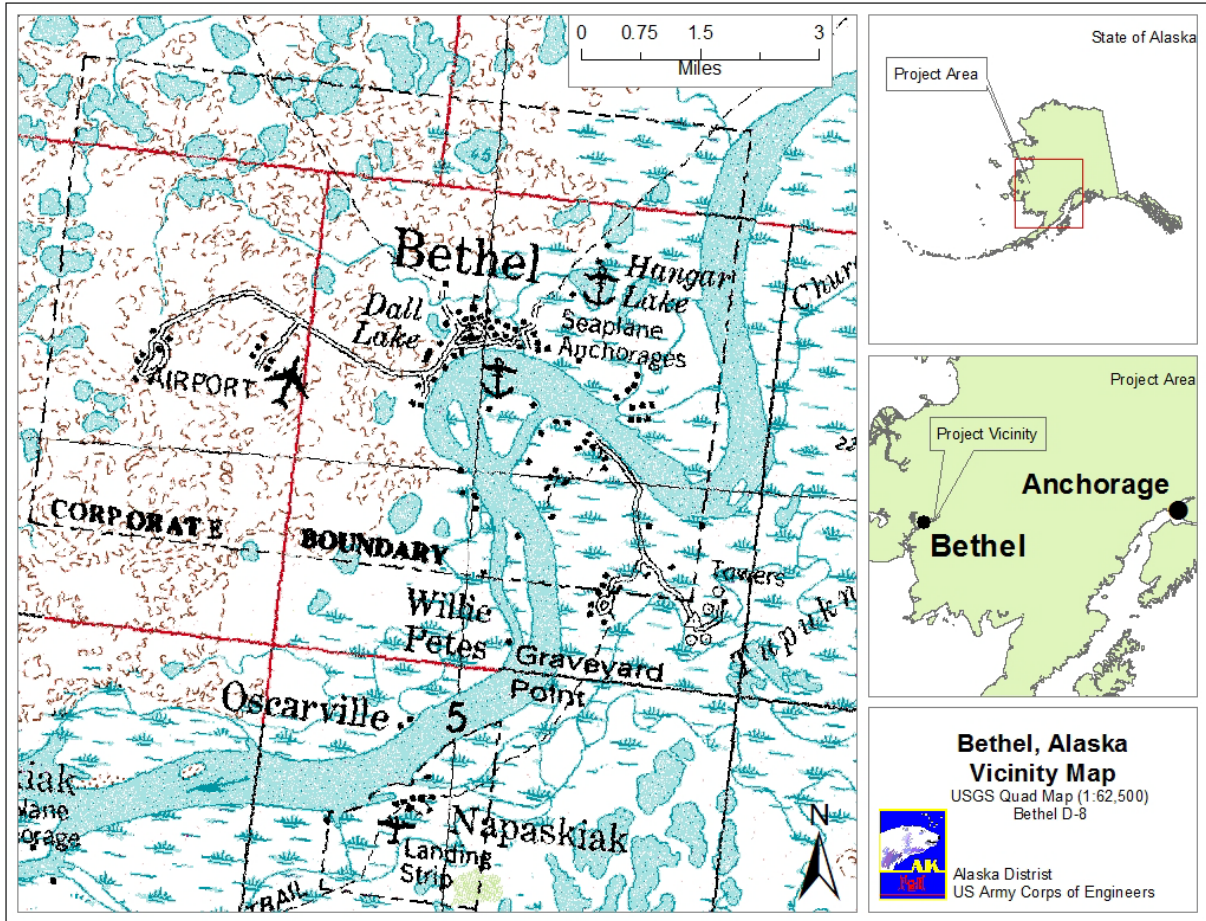 0 0.75 1.5 3
Miles
45
Bethel
Hangar
Lake
Dall
Lake
Seaplane
Anchorages
AIRPORT
CORPORATE BOUNDARY
Towers
Willie
Petes
Graveyard
Point
Oscarville
5
Napaskiak
Landing
Strip
TRAIL
N
State of Alaska
Project Area
Project Area
Project Vicinity
Anchorage
Bethel
Bethel, Alaska
Vicinity Map
USGS Quad Map (1:62,500)
Bethel D-8
AK
Alaska District
US Army Corps of Engineers